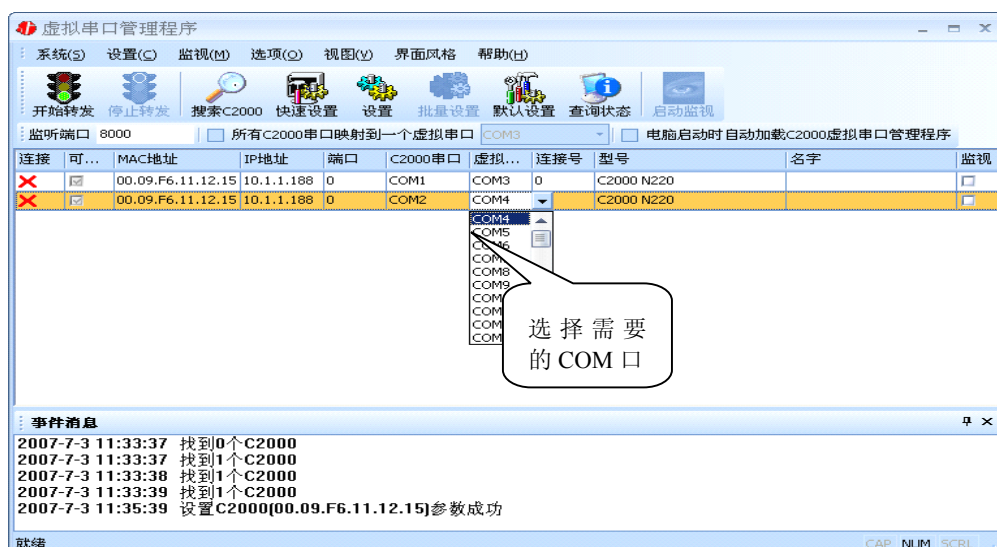 虚拟串口管理程序
系统(S) 设置(C) 监视(M) 选项(O) 视图(V) 界面风格 帮助(H)
开始转发 停止转发 搜索C2000 快速设置 设置 批量设置 默认设置 查询状态 启动监视
监听端口 8000 所有C2000串口映射到一个虚拟串口 COM3 电脑启动时自动加载C2000虚拟串口管理程序
连接 可... MAC地址 IP地址 端口 C2000串口 虚拟... 连接号 型号 名字 监视
00.09.F6.11.12.15 10.1.1.188 0 COM1 COM3 0 C2000 N220
00.09.F6.11.12.15 10.1.1.188 0 COM2 COM4 C2000 N220
COM4
COM5
COM6
COM
COM8
COM9
COM
COM
COM
COM
选择需要
的 COM 口
事件消息
2007-7-3 11:33:37 找到0个C2000
2007-7-3 11:33:37 找到1个C2000
2007-7-3 11:33:38 找到1个C2000
2007-7-3 11:33:39 找到1个C2000
2007-7-3 11:35:39 设置C2000(00.09.F6.11.12.15)参数成功
就绪 CAP NUM SCRL